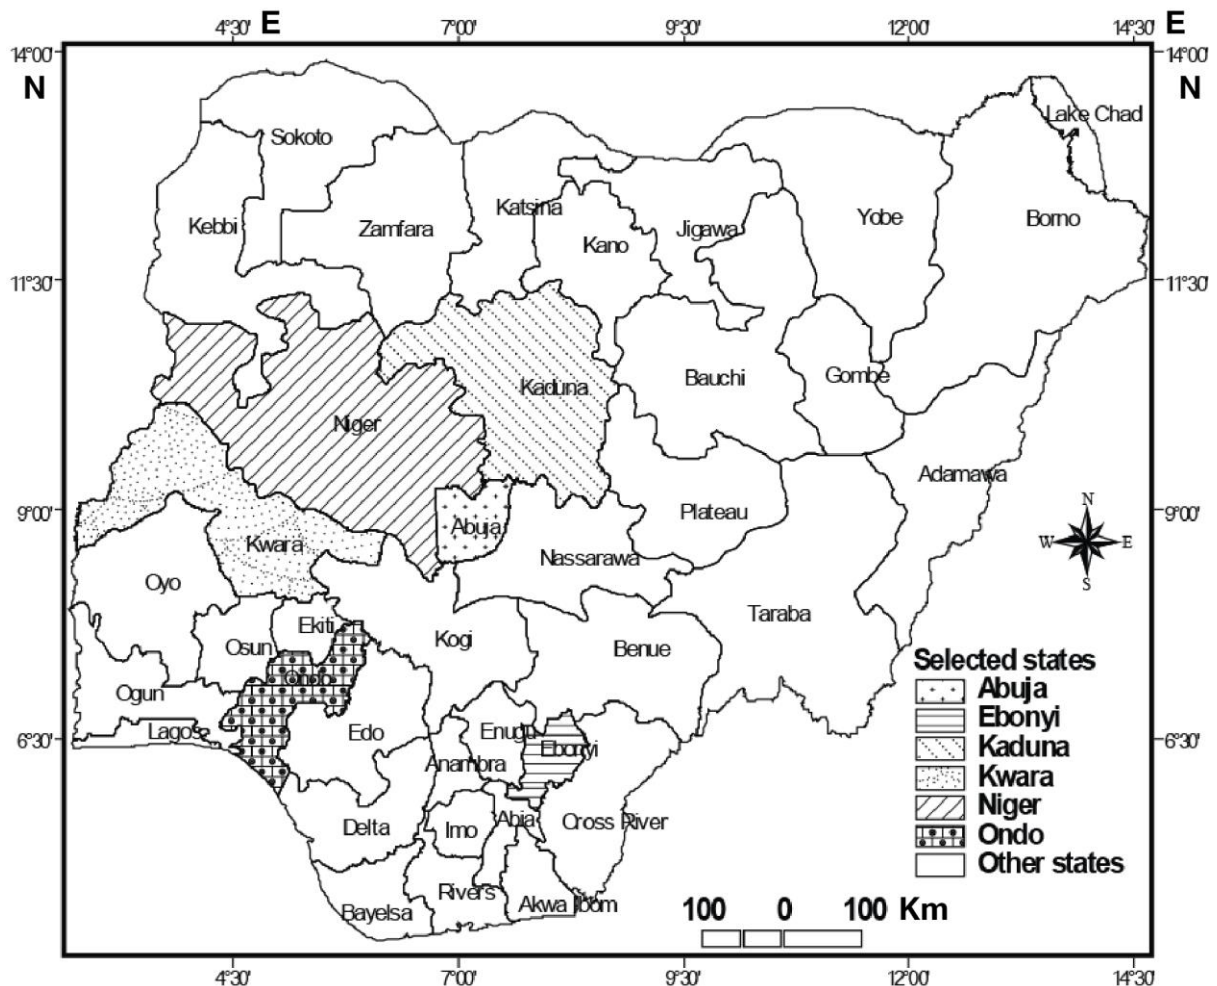 E E
4°30' 7°00' 9°30' 12°00' 14°30'
14°00' 14°00'
N N
Lake Chad
Sokoto
Katsina
Kebbi Zamfara Kano Jigawa Yobe Borno
11°30' 11°30'
Kaduna Bauchi Gombe
Niger
Adamawa
9°00' 9°00'
Abuja Plateau
N
W E
S
Kwara Nassarawa
Oyo
Taraba
Ekiti
Osun Kogi Benue
Ogun
Lagos Edo Enugu Ebonyi
6°30' 6°30'
Anambra
Delta Imo Abia Cross River
Bayelsa Rivers Akwa Ibom
Selected states
Abuja
Ebonyi
Kaduna
Kwara
Niger
Ondo
Other states
100 0 100 Km
4°30' 7°00' 9°30' 12°00' 14°30'